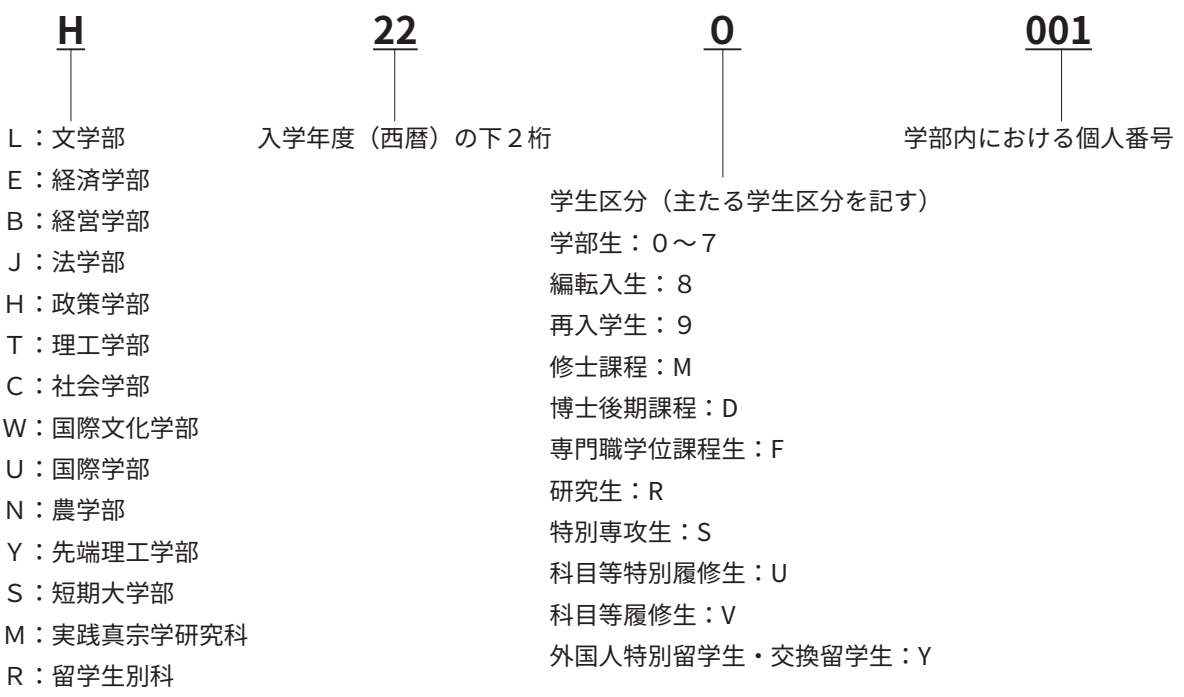 H 22 O 001
L：文学部
E：経済学部
B：経営学部
J：法学部
H：政策学部
T：理工学部
C：社会学部
W：国際文化学部
U：国際学部
N：農学部
Y：先端理工学部
S：短期大学部
M：実践真宗学研究科
R：留学生別科
入学年度（西暦）の下２桁
学生区分（主たる学生区分を記す）
学部生：０～７
編転入生：８
再入学生：９
修士課程：M
博士後期課程：D
専門職学位課程生：F
研究生：R
特別専攻生：S
科目等特別履修生：U
科目等履修生：V
外国人特別留学生・交換留学生：Y
学部内における個人番号